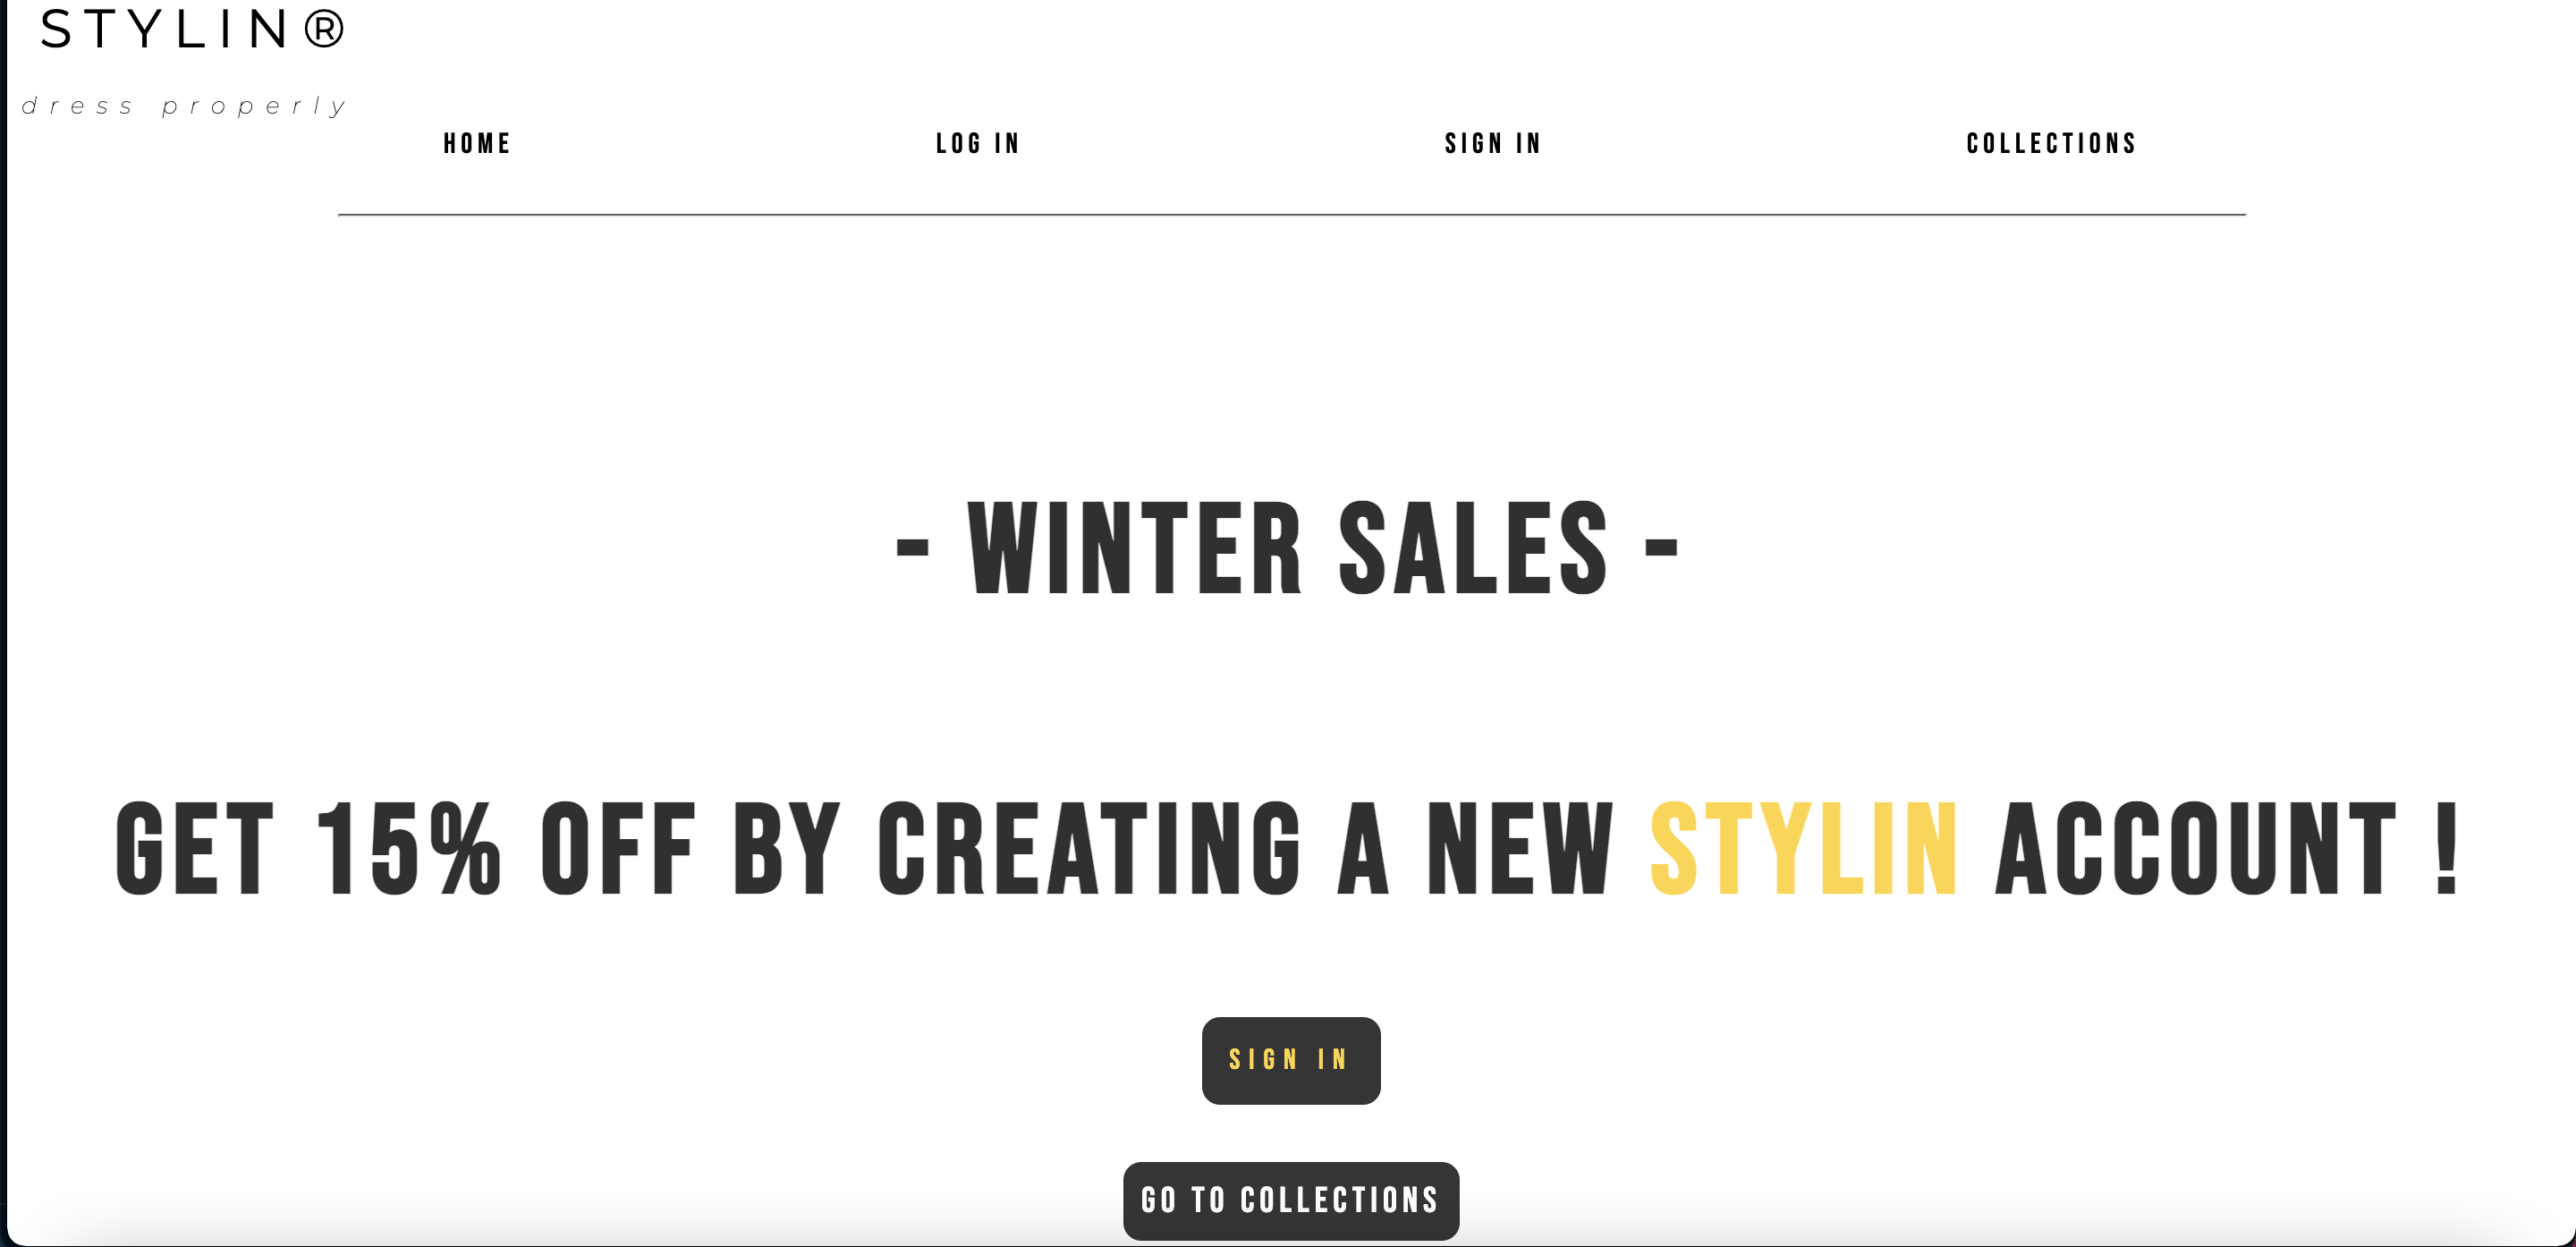 STYLIN®
dress properly
HOME LOG IN SIGN IN COLLECTIONS
- WINTER SALES -
GET 15% OFF BY CREATING A NEW STYLIN ACCOUNT !
SIGN IN
GO TO COLLECTIONS